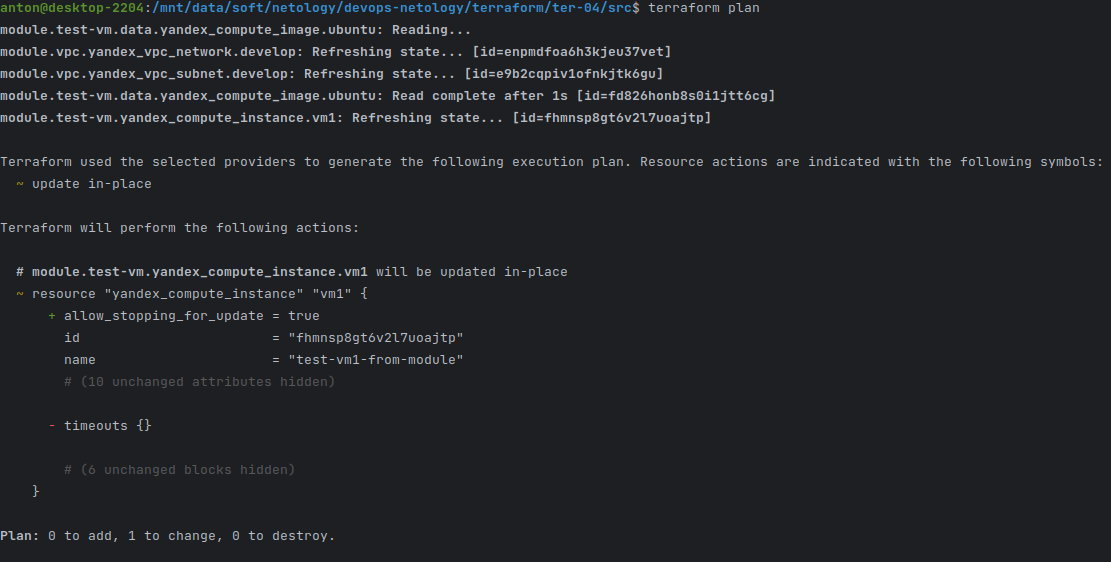 anton@desktop-2204:/mnt/data/soft/netology/devops-netology/terraform/ter-04/src$ terraform plan
module.test-vm.data.yandex_compute_image.ubuntu: Reading...
module.vpc.yandex_vpc_network.develop: Refreshing state... [id=enpmdfoa6h3kjeu37vet]
module.vpc.yandex_vpc_subnet.develop: Refreshing state... [id=e9b2cqpiv1ofnkjtk6gu]
module.test-vm.data.yandex_compute_image.ubuntu: Read complete after 1s [id=fd826honb8s0i1jtt6cg]
module.test-vm.yandex_compute_instance.vm1: Refreshing state... [id=fhmnsp8gt6v2l7uoajtp]

Terraform used the selected providers to generate the following execution plan. Resource actions are indicated with the following symbols:
  ~ update in-place

Terraform will perform the following actions:

  # module.test-vm.yandex_compute_instance.vm1 will be updated in-place
  ~ resource "yandex_compute_instance" "vm1" {
      + allow_stopping_for_update = true
        id                        = "fhmnsp8gt6v2l7uoajtp"
        name                      = "test-vm1-from-module"
        # (10 unchanged attributes hidden)

      - timeouts {}

        # (6 unchanged blocks hidden)
    }

Plan: 0 to add, 1 to change, 0 to destroy.